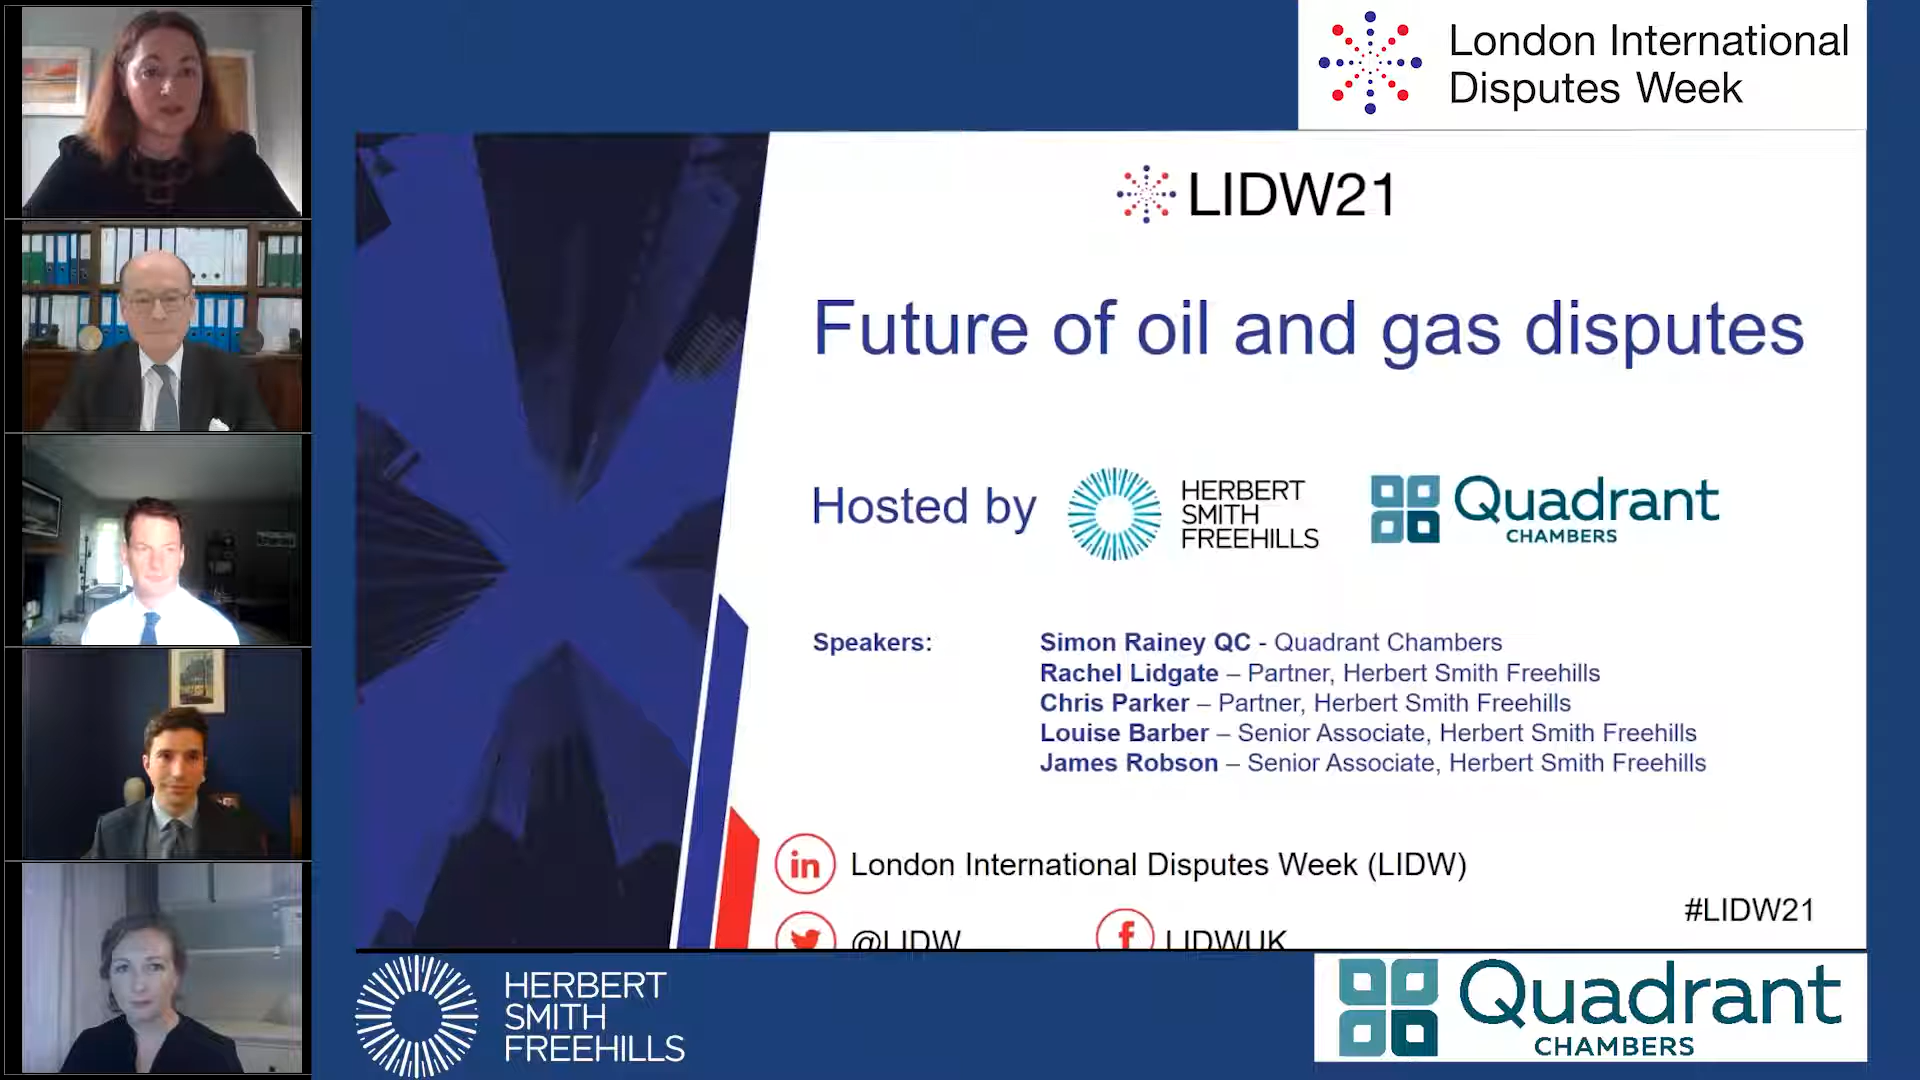 London International
Disputes Week
LIDW21
Future of oil and gas disputes
Hosted by
HERBERT
SMITH
FREEHILLS
Quadrant
CHAMBERS
Speakers:
Simon Rainey QC - Quadrant Chambers
Rachel Lidgate – Partner, Herbert Smith Freehills
Chris Parker – Partner, Herbert Smith Freehills
Louise Barber – Senior Associate, Herbert Smith Freehills
James Robson – Senior Associate, Herbert Smith Freehills
in London International Disputes Week (LIDW)
#LIDW21
@LIDW
f LIDWUK
HERBERT
SMITH
FREEHILLS
Quadrant
CHAMBERS